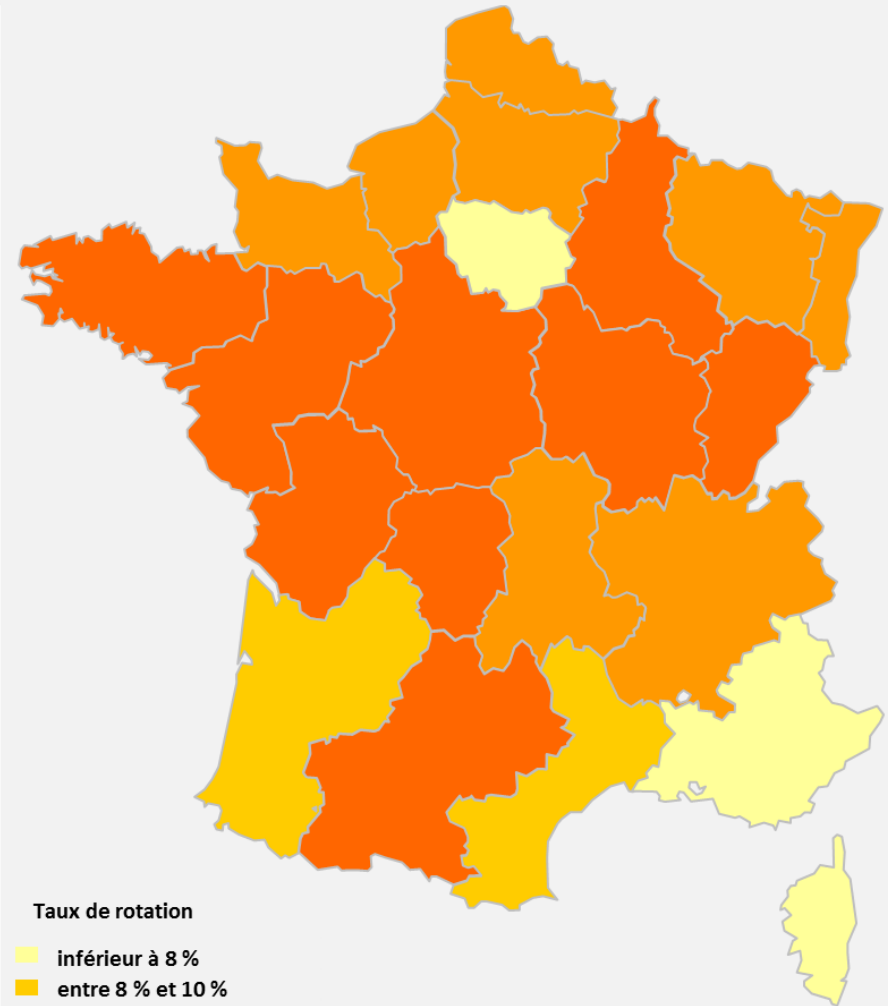 Taux de rotation
inférieur à 8 %
entre 8 % et 10 %